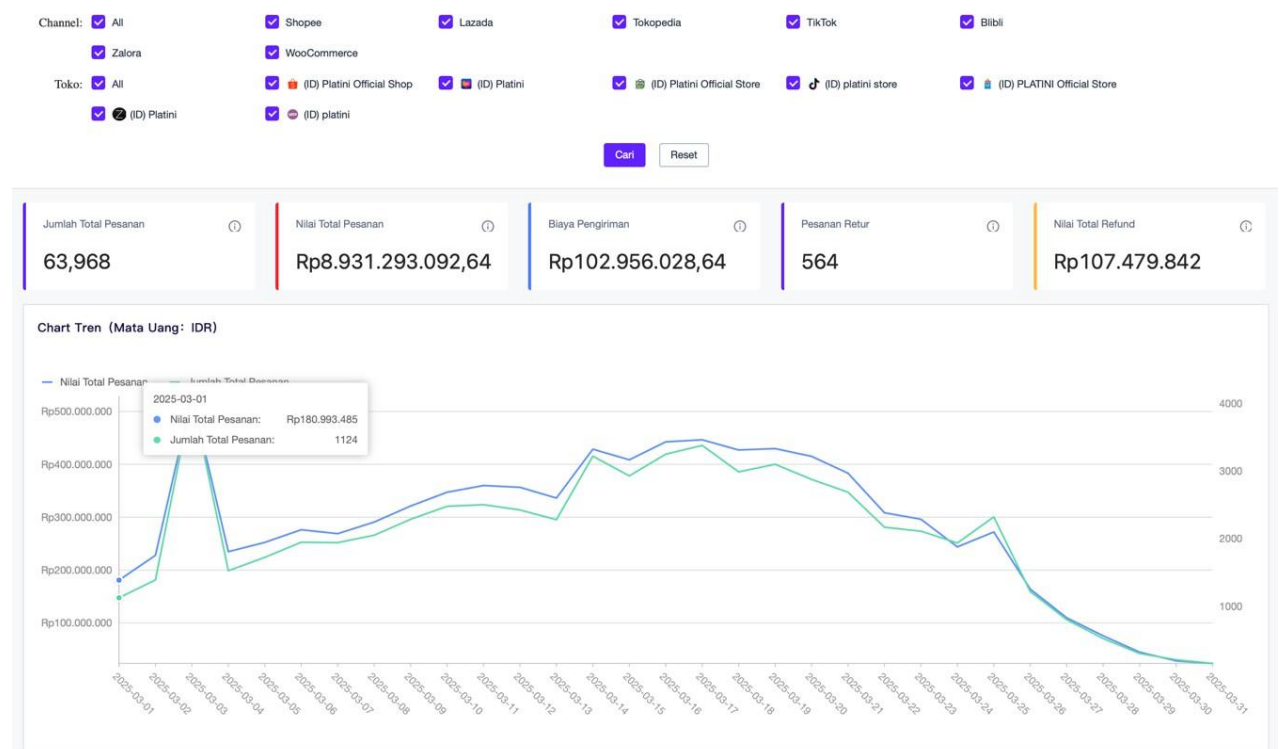 Channel: All Shopee Lazada Tokopedia TikTok Blibli
Zalora WooCommerce
Toko: All (ID) Platini Official Shop (ID) Platini (ID) Platini Official Store (ID) platini store (ID) PLATINI Official Store
(ID) Platini (ID) platini
Cari Reset
Jumlah Total Pesanan
63,968
Nilai Total Pesanan
Rp8.931.293.092,64
Biaya Pengiriman
Rp102.956.028,64
Pesanan Retur
564
Nilai Total Refund
Rp107.479.842
Chart Tren (Mata Uang: IDR)
Nilai Total Pesanan Jumlah Total Pesanan
2025-03-01
Nilai Total Pesanan: Rp180.993.485
Jumlah Total Pesanan: 1124
Rp500.000.000
Rp400.000.000
Rp300.000.000
Rp200.000.000
Rp100.000.000
4000
3000
2000
1000
2025-03-01
2025-03-02
2025-03-03
2025-03-04
2025-03-05
2025-03-06
2025-03-07
2025-03-08
2025-03-09
2025-03-10
2025-03-11
2025-03-12
2025-03-13
2025-03-14
2025-03-15
2025-03-16
2025-03-17
2025-03-18
2025-03-19
2025-03-20
2025-03-21
2025-03-22
2025-03-23
2025-03-24
2025-03-25
2025-03-26
2025-03-27
2025-03-28
2025-03-29
2025-03-30
2025-03-31